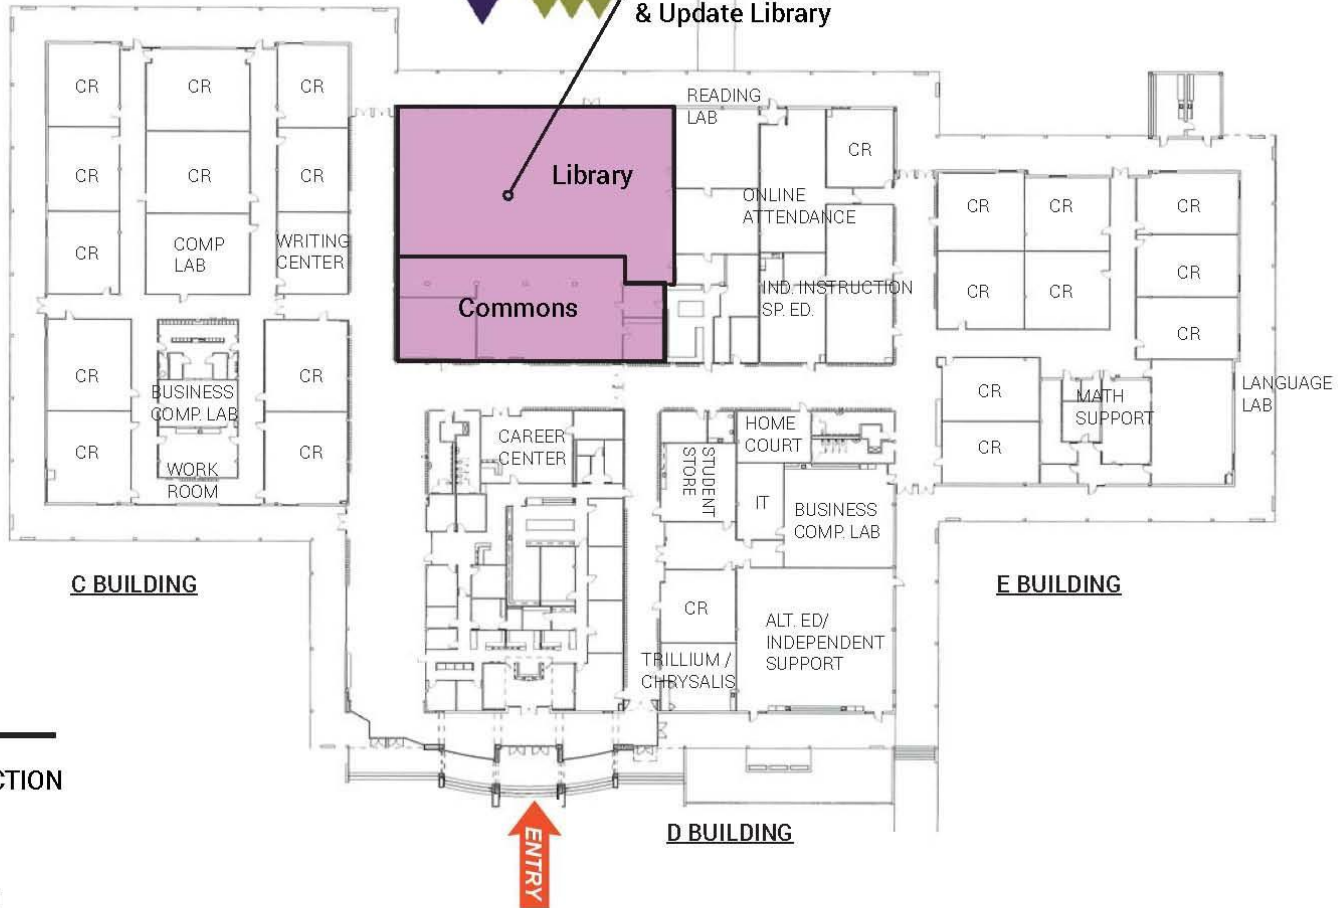 & Update Library
CR
CR
CR
CR
CR
CR
CR
COMP
LAB
WRITING
CENTER
CR
CR
BUSINESS
COMP. LAB
CR
CR
WORK
ROOM
CR
C BUILDING
Library
Commons
READING
LAB
CR
ONLINE
ATTENDANCE
IND. INSTRUCTION
SP. ED.
CAREER
CENTER
STUDENT
STORE
HOME
COURT
IT
BUSINESS
COMP. LAB
CR
ALT. ED/
INDEPENDENT
SUPPORT
TRILLIUM /
CHRYSALIS
D BUILDING
ENTRY
CR
CR
CR
CR
CR
CR
CR
CR
CR
MATH
SUPPORT
LANGUAGE
LAB
E BUILDING
CTION